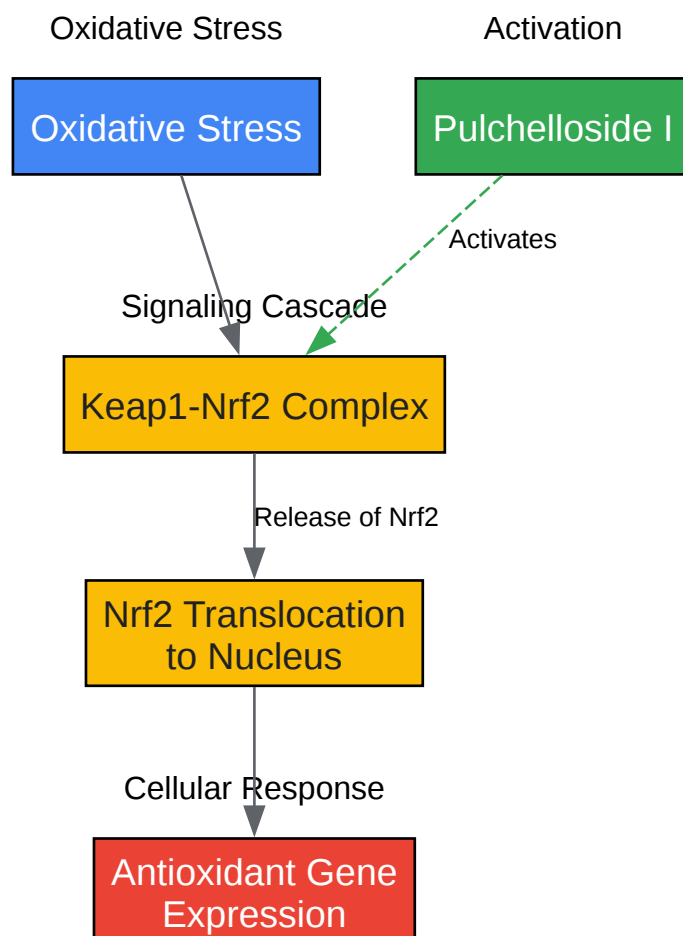 Oxidative Stress
Activation
Oxidative Stress
Pulchelloside I
Activates
Signaling Cascade
Keap1-Nrf2 Complex
Release of Nrf2
Nrf2 Translocation
to Nucleus
Cellular Response
Antioxidant Gene
Expression